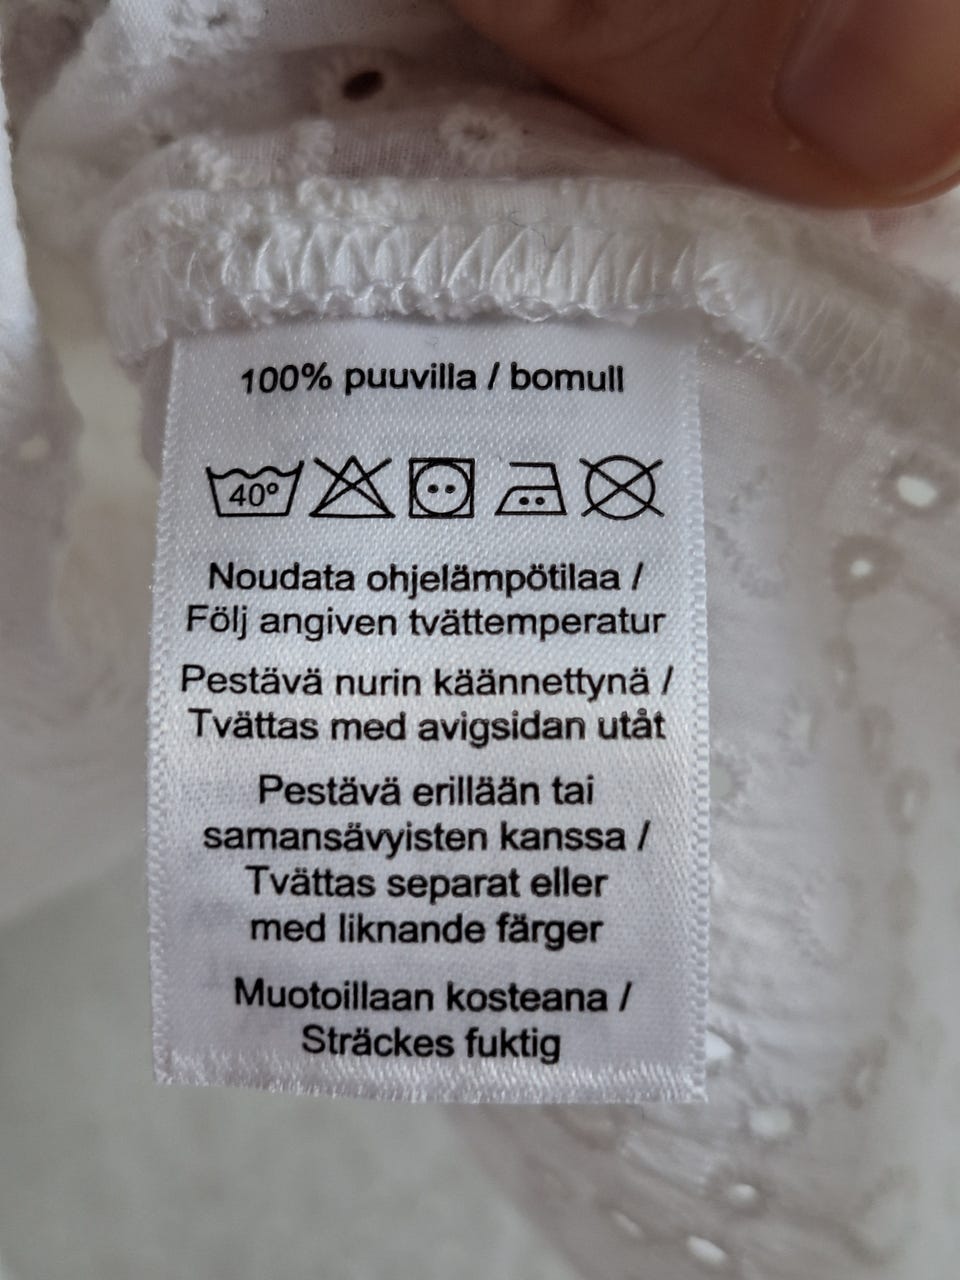 100% puuvilla / bomull
40°
Noudata ohjelämpötilaa /
Följ angiven tvättemperatur
Pestävä nurin käännettynä /
Tvättas med avigsidan utåt
Pestävä erillään tai
samansävyisten kanssa /
Tvättas separat eller
med liknande färger
Muotoillaan kosteana /
Sträckes fuktig